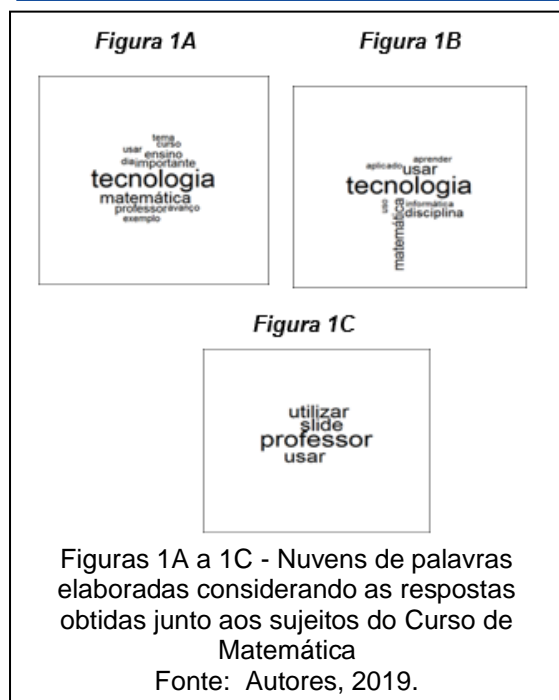 Figura 1A
Figura 1B
tema
curso
usar
ensino
dia importante
tecnologia
matemática
professor avanço
exemplo
aprender
aplicado usar
tecnologia
uso
informática
disciplina
matemática
Figura 1C
utilizar
slide
professor
usar
Figuras 1A a 1C - Nuvens de palavras
elaboradas considerando as respostas
obtidas junto aos sujeitos do Curso de
Matemática
Fonte: Autores, 2019.